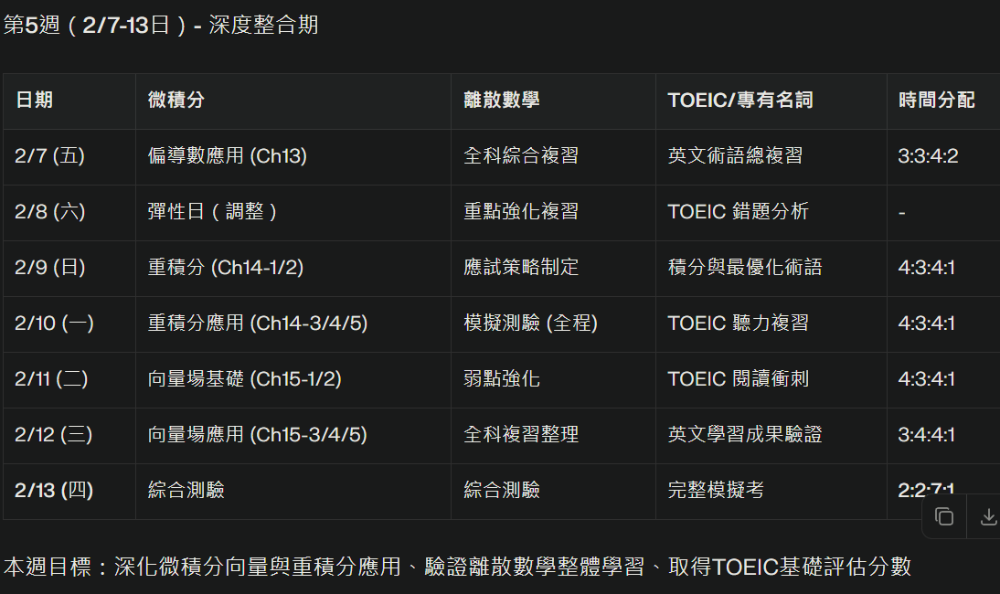 第5週（2/7-13日）- 深度整合期
日期 微積分 離散數學 TOEIC/專有名詞 時間分配
2/7 (五) 偏導數應用 (Ch13) 全科綜合複習 英文術語總複習 3:3:4:2
2/8 (六) 彈性日（調整） 重點強化複習 TOEIC 錯題分析 -
2/9 (日) 重積分 (Ch14-1/2) 應試策略制定 積分與最優化術語 4:3:4:1
2/10 (一) 重積分應用 (Ch14-3/4/5) 模擬測驗 (全程) TOEIC 聽力複習 4:3:4:1
2/11 (二) 向量場基礎 (Ch15-1/2) 弱點強化 TOEIC 閱讀衝刺 4:3:4:1
2/12 (三) 向量場應用 (Ch15-3/4/5) 全科複習整理 英文學習成果驗證 3:4:4:1
2/13 (四) 綜合測驗 綜合測驗 完整模擬考 2:2:7:1
本週目標：深化微積分向量與重積分應用、驗證離散數學整體學習、取得TOEIC基礎評估分數